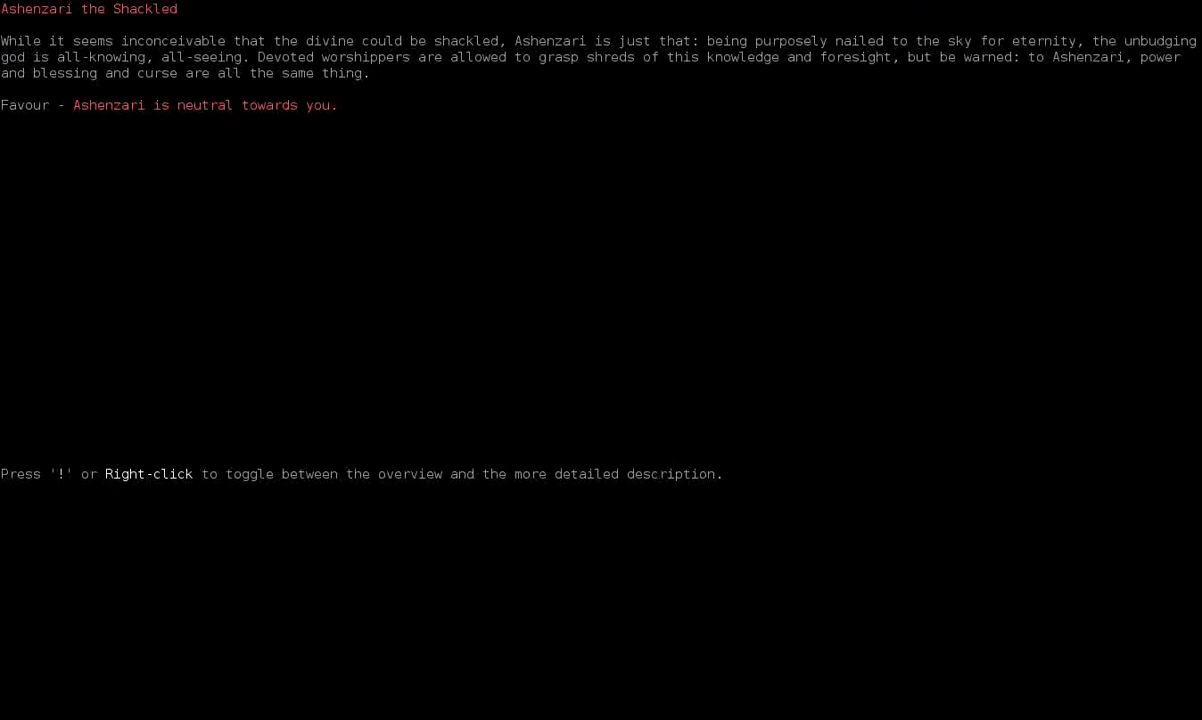 Ashenzari the Shackled
While it seems inconceivable that the divine could be shackled, Ashenzari is just that: being purposely nailed to the sky for eternity, the unbudging
god is all-knowing, all-seeing. Devoted worshippers are allowed to grasp shreds of this knowledge and foresight, but be warned: to Ashenzari, power
and blessing and curse are all the same thing.
Favour - Ashenzari is neutral towards you.
Press '!' or Right-click to toggle between the overview and the more detailed description.